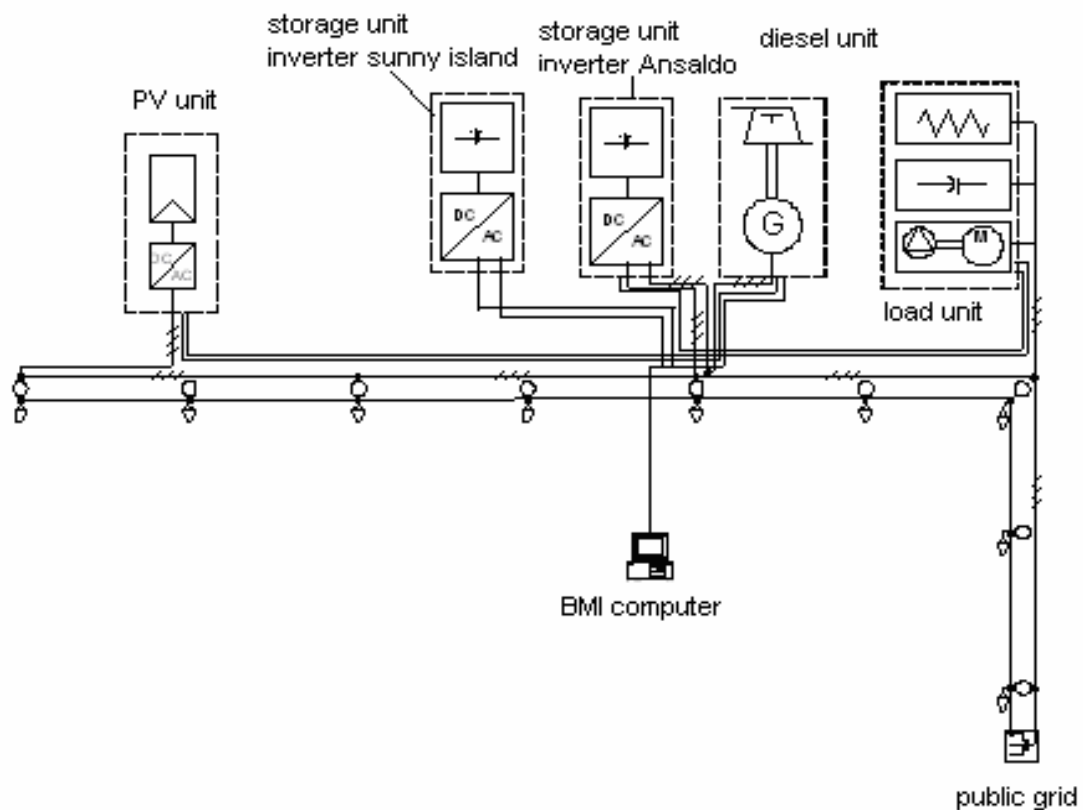 storage unit
inverter sunny island
storage unit
inverter Ansaldo
diesel unit
PV unit
DC
AC
DC
AC
DC
AC
G
M
load unit
BMI computer
public grid